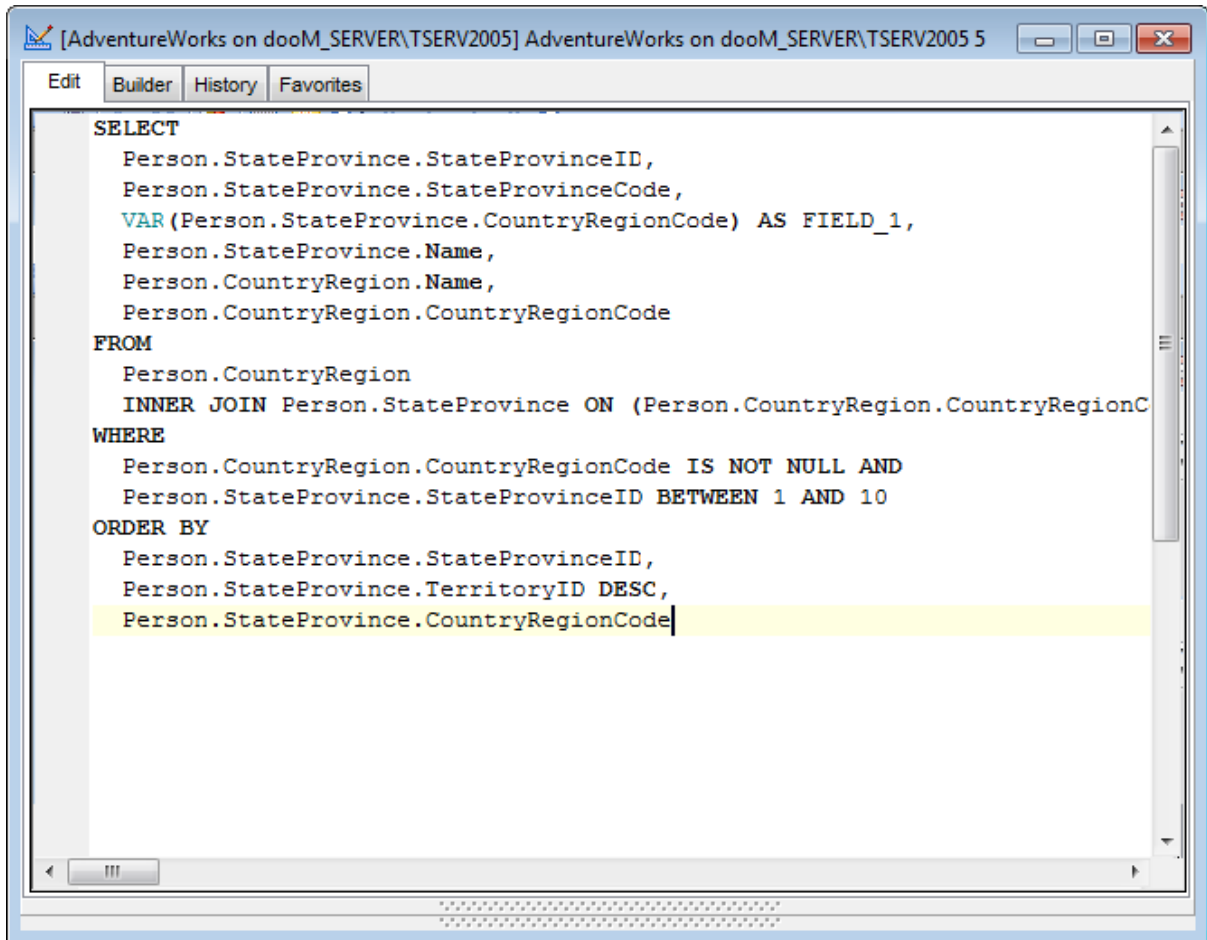 [AdventureWorks on dooM_SERVER\TSERV2005] AdventureWorks on dooM_SERVER\TSERV2005 5
Edit Builder History Favorites
SELECT
Person.StateProvince.StateProvinceID,
Person.StateProvince.StateProvinceCode,
VAR(Person.StateProvince.CountryRegionCode) AS FIELD_1,
Person.StateProvince.Name,
Person.CountryRegion.Name,
Person.CountryRegion.CountryRegionCode
FROM
Person.CountryRegion
INNER JOIN Person.StateProvince ON (Person.CountryRegion.CountryRegionC
WHERE
Person.CountryRegion.CountryRegionCode IS NOT NULL AND
Person.StateProvince.StateProvinceID BETWEEN 1 AND 10
ORDER BY
Person.StateProvince.StateProvinceID,
Person.StateProvince.TerritoryID DESC,
Person.StateProvince.CountryRegionCode